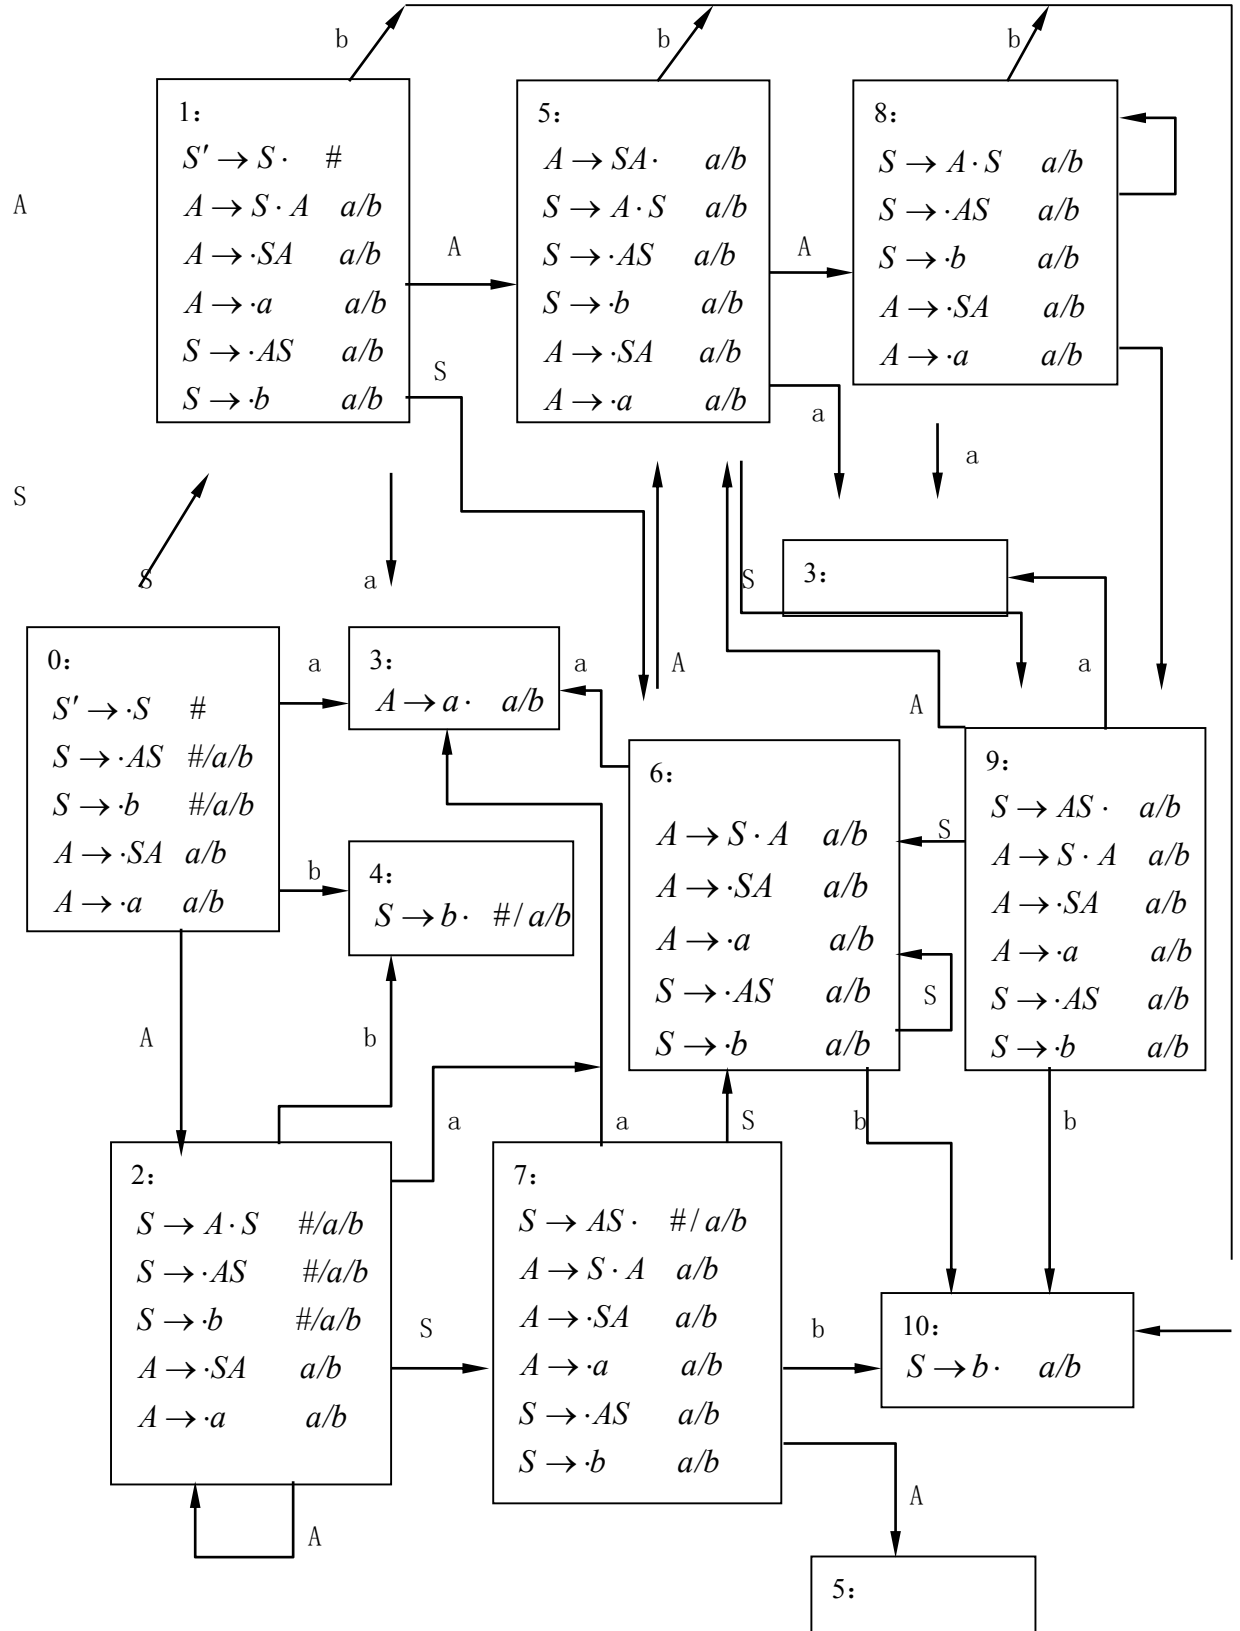 b
b
b
1：
S′ → S · #
A → S · A a/b
A → ·SA a/b
A → ·a a/b
S → ·AS a/b
S → ·b a/b
5：
A → SA · a/b
S → A · S a/b
S → ·AS a/b
S → ·b a/b
A → ·SA a/b
A → ·a a/b
8：
S → A · S a/b
S → ·AS a/b
S → ·b a/b
A → ·SA a/b
A → ·a a/b
A
A
A
S
a
a
S
S
a
S
3：
0：
S′ → ·S #
S → ·AS #/a/b
S → ·b #/a/b
A → ·SA a/b
A → ·a a/b
a
3：
A → a · a/b
a
A
A
a
b
4：
S → b · #/ a/b
6：
A → S · A a/b
A → ·SA a/b
A → ·a a/b
S → ·AS a/b
S → ·b a/b
S
S
9：
S → AS · a/b
A → S · A a/b
A → ·SA a/b
A → ·a a/b
S → ·AS a/b
S → ·b a/b
A
b
a
a
S
b
b
2：
S → A · S #/a/b
S → ·AS #/a/b
S → ·b #/a/b
A → ·SA a/b
A → ·a a/b
S
7：
S → AS · #/ a/b
A → S · A a/b
A → ·SA a/b
A → ·a a/b
S → ·AS a/b
S → ·b a/b
b
10：
S → b · a/b
A
A
5：